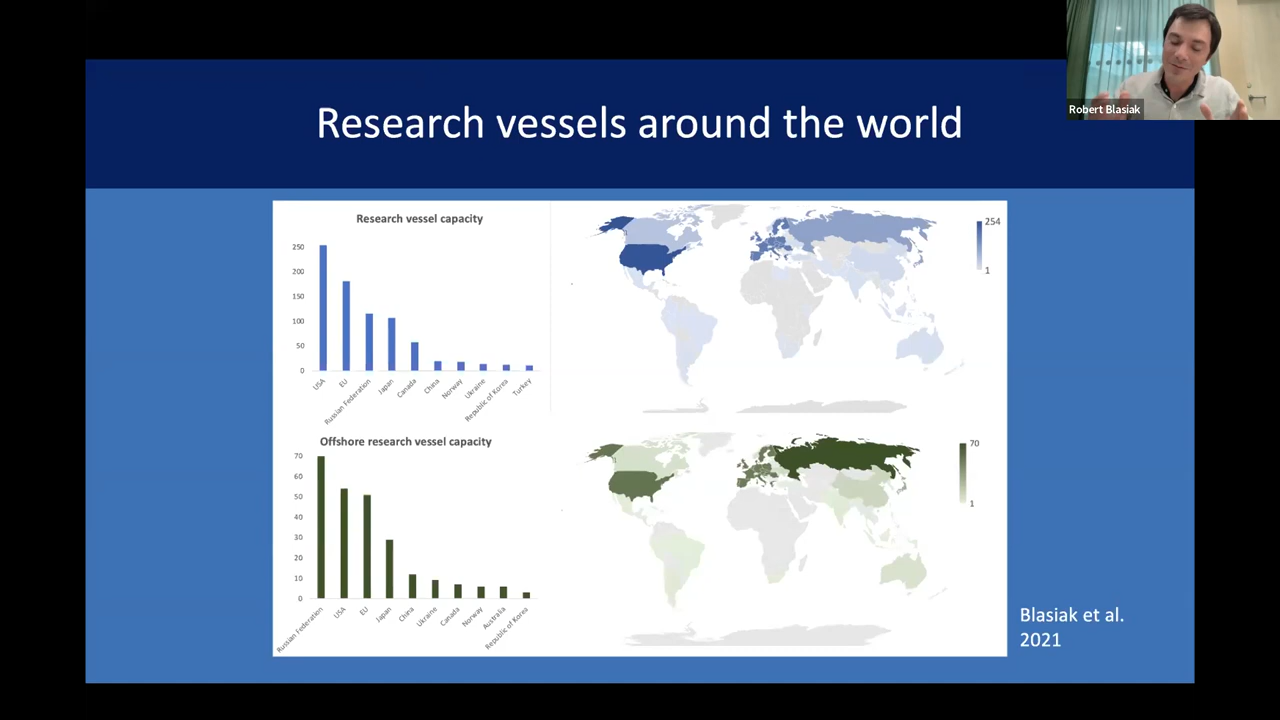 Robert Blasiak
Research vessels around the world
Research vessel capacity
250
200
150
100
50
0
USA
EU
Russian Federation
Japan
Canada
China
Norway
Ukraine
Republic of Korea
Turkey
254
1
Offshore research vessel capacity
70
60
50
40
30
20
10
0
Russian Federation
USA
EU
Japan
China
Ukraine
Canada
Norway
Australia
Republic of Korea
70
1
Blasiak et al.
2021